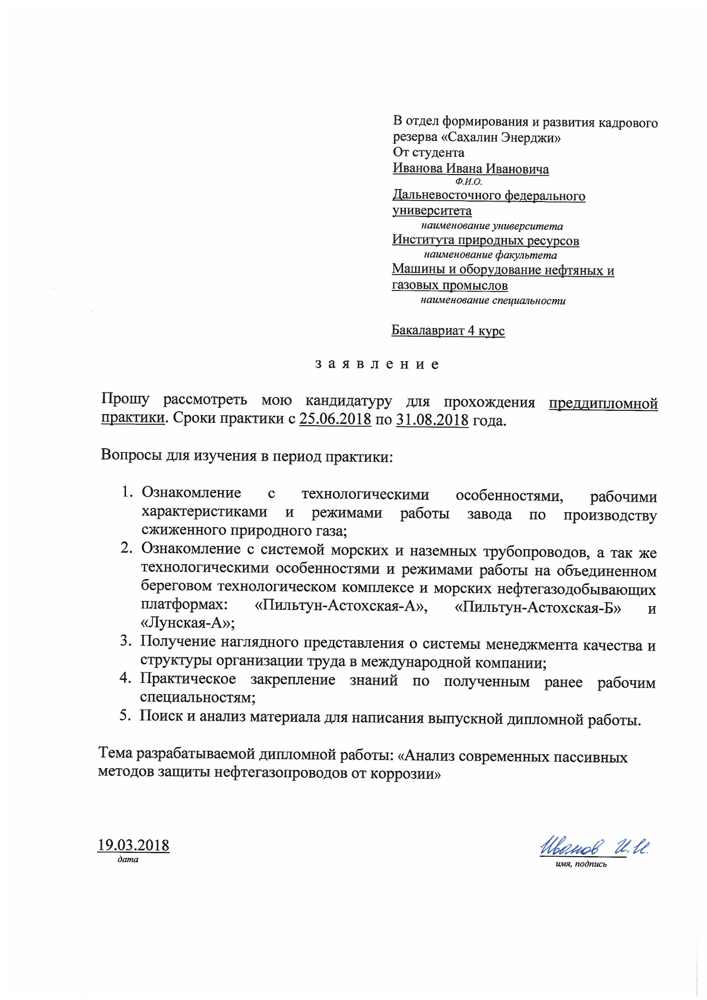 В отдел формирования и развития кадрового
резерва «Сахалин Энерджи»
От студента
Иванова Ивана Ивановича
Ф.И.О.
Дальневосточного федерального
университета
наименование университета
Института природных ресурсов
наименование факультета
Машины и оборудование нефтяных и
газовых промыслов
наименование специальности
Бакалавриат 4 курс
з а я в л е н и е
Прошу рассмотреть мою кандидатуру для прохождения преддипломной
практики. Сроки практики с 25.06.2018 по 31.08.2018 года.
Вопросы для изучения в период практики:
1. Ознакомление с технологическими особенностями, рабочими
характеристиками и режимами работы завода по производству
сжиженного природного газа;
2. Ознакомление с системой морских и наземных трубопроводов, а так же
технологическими особенностями и режимами работы на объединенном
береговом технологическом комплексе и морских нефтегазодобывающих
платформах: «Пильтун-Астохская-А», «Пильтун-Астохская-Б» и
«Лунская-А»;
3. Получение наглядного представления о системы менеджмента качества и
структуры организации труда в международной компании;
4. Практическое закрепление знаний по полученным ранее рабочим
специальностям;
5. Поиск и анализ материала для написания выпускной дипломной работы.
Тема разрабатываемой дипломной работы: «Анализ современных пассивных
методов защиты нефтегазопроводов от коррозии»
19.03.2018 Иванов И.И.
дата имя, подпись